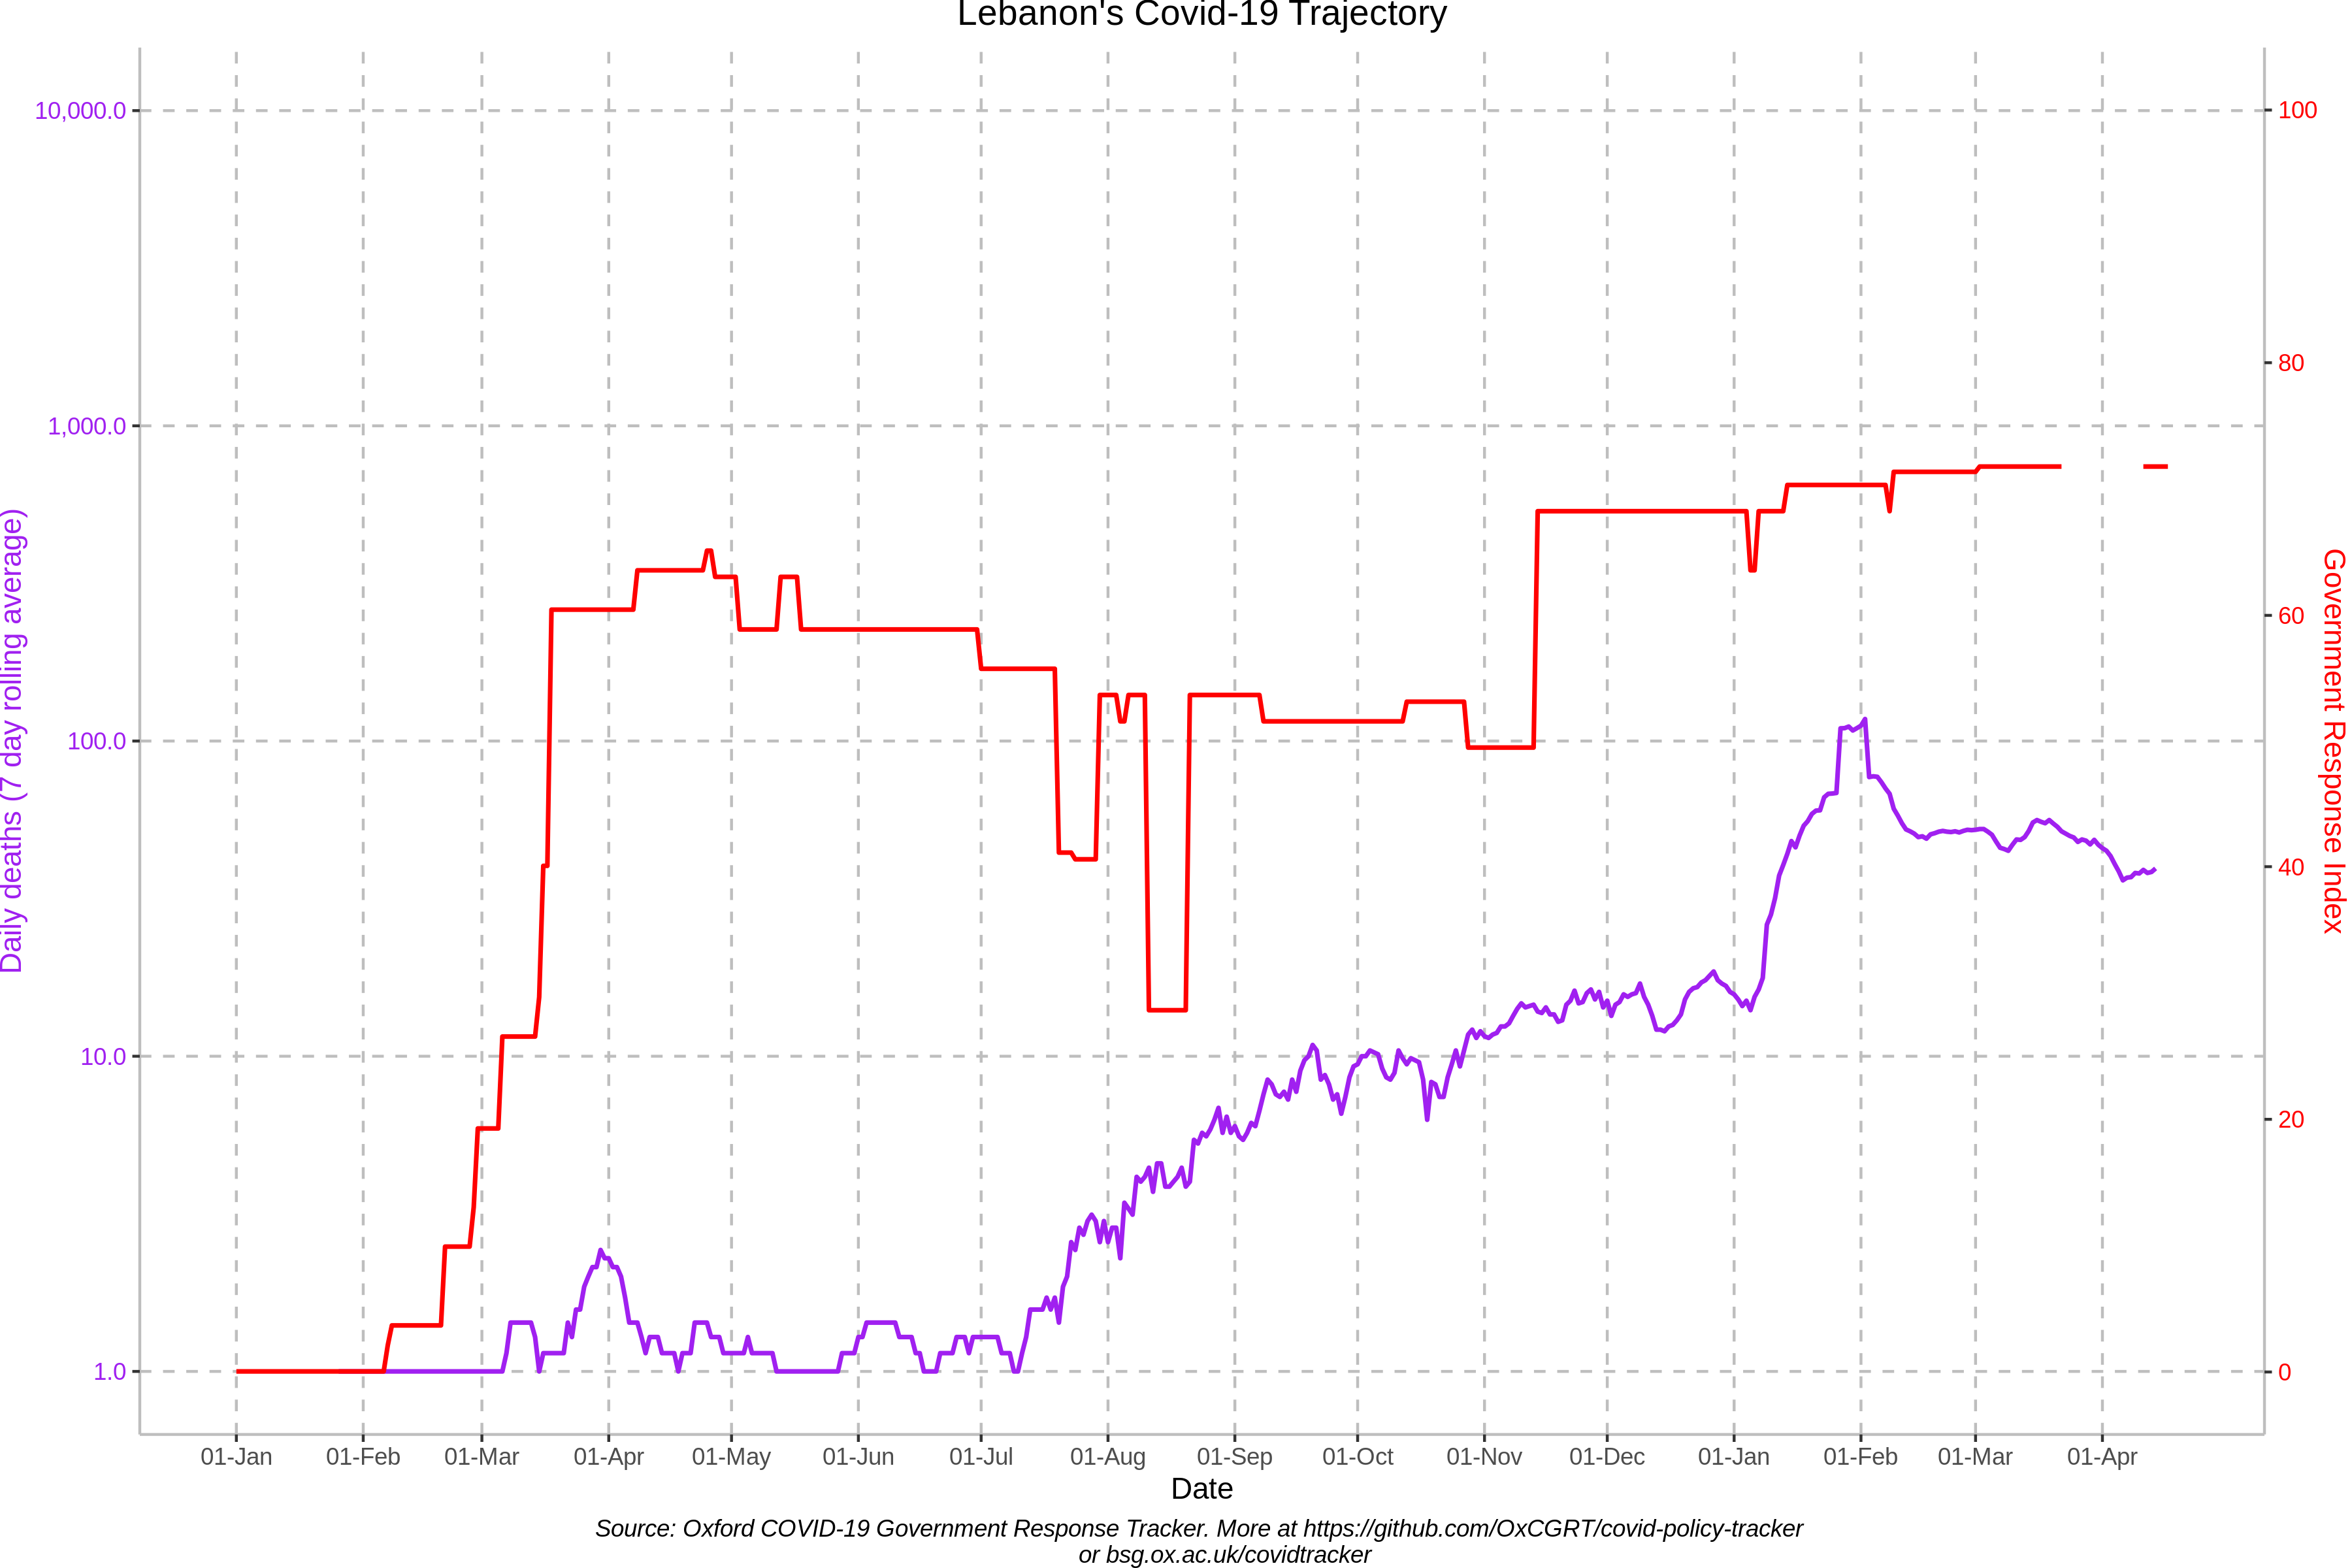 Lebanon's Covid-19 Trajectory
10,000.0
1,000.0
100.0
10.0
1.0
Daily deaths (7 day rolling average)
100
80
60
40
20
0
Government Response Index
01-Jan 01-Feb 01-Mar 01-Apr 01-May 01-Jun 01-Jul 01-Aug 01-Sep 01-Oct 01-Nov 01-Dec 01-Jan 01-Feb 01-Mar 01-Apr
Date
Source: Oxford COVID-19 Government Response Tracker. More at https://github.com/OxCGRT/covid-policy-tracker
or bsg.ox.ac.uk/covidtracker